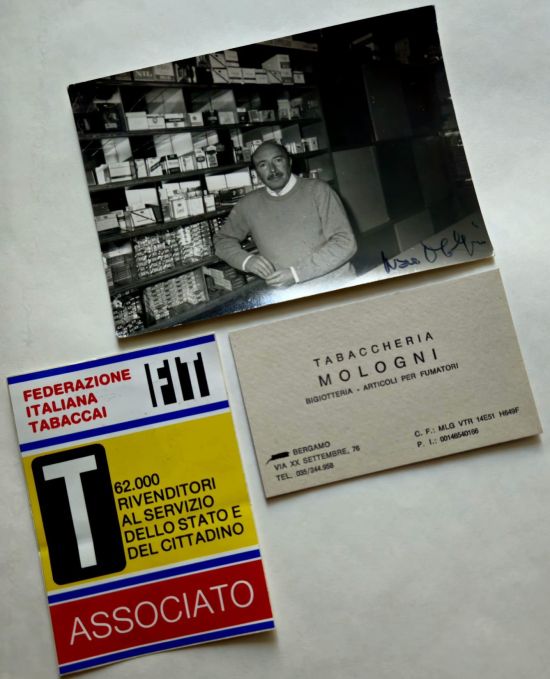 TABACCHERIA
MOLOGNI
BIGIOTTERIA - ARTICOLI PER FUMATORI
BERGAMO
VIA XX SETTEMBRE, 76
TEL. 035/244.958
C. F.: MLG VTR 14E51 H649F
P. I.: 00146540166
FEDERAZIONE
ITALIANA
TABACCAI
FIT
T
62.000
RIVENDITORI
AL SERVIZIO
DELLO STATO E
DEL CITTADINO
ASSOCIATO